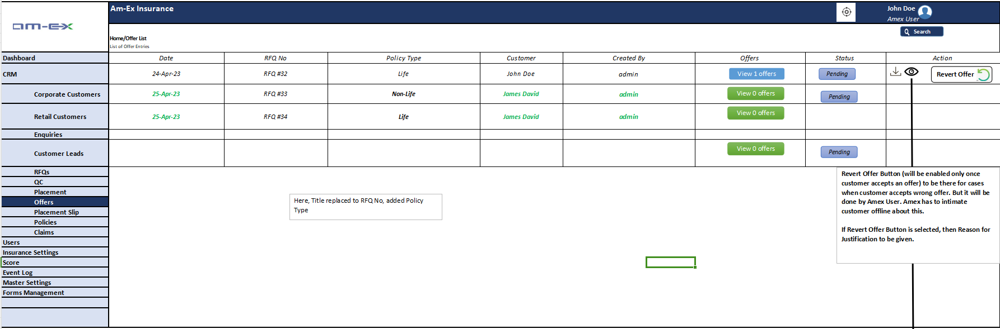 Am-Ex Insurance
John Doe
Amex User
am-ex
Search
Home/Offer List
List of Offer Entries
Dashboard Date RFQ No Policy Type Customer Created By Offers Status Action
CRM 24-Apr-23 RFQ #32 Life John Doe admin View 1 offers Pending Revert Offer
Corporate Customers 25-Apr-23 RFQ #33 Non-Life James David admin View 0 offers Pending
Retail Customers 25-Apr-23 RFQ #34 Life James David admin View 0 offers
Enquiries
Customer Leads View 0 offers Pending
RFQs
QC
Placement
Offers
Placement Slip
Policies
Claims
Users
Insurance Settings
Score
Event Log
Master Settings
Forms Management
Here, Title replaced to RFQ No, added Policy
Type
Revert Offer Button (will be enabled only once
customer accepts an offer) to be there for cases
when customer accepts wrong offer. But it will be
done by Amex User. Amex has to intimate
customer offline about this.
If Revert Offer Button is selected, then Reason for
Justification to be given.